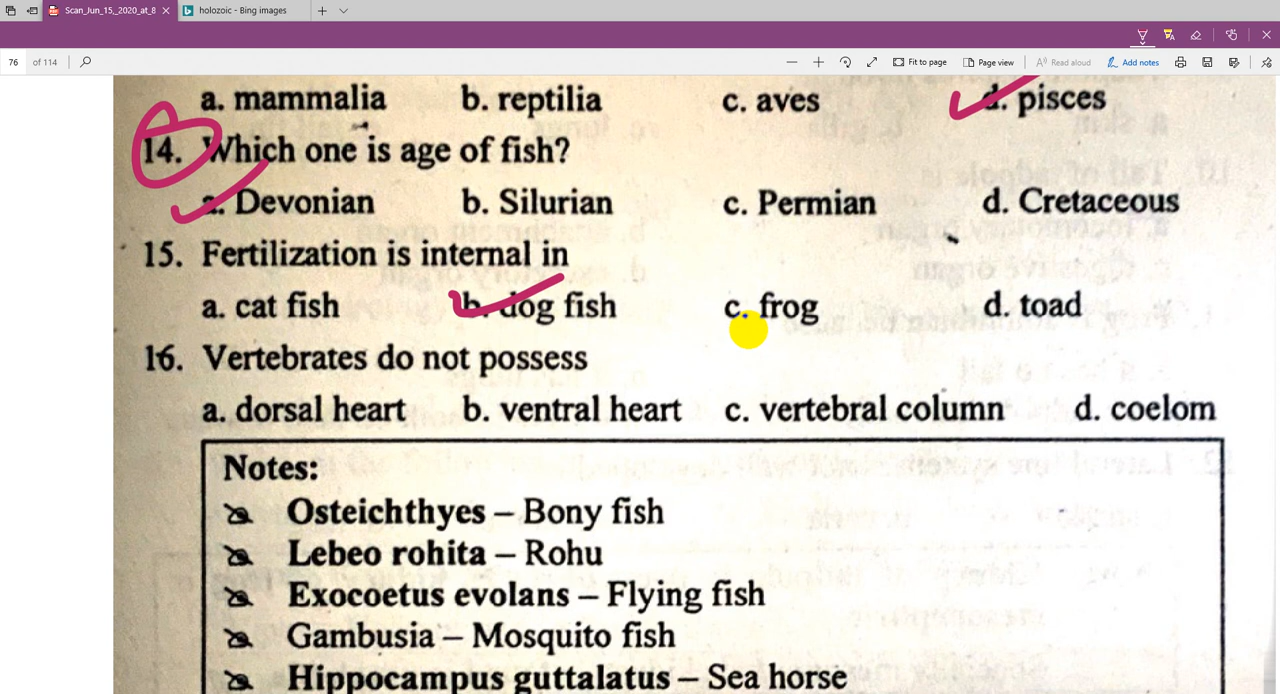 Scan_Jun_15,_2020_at_8
holozoic - Bing images
76 of 114
Fit to page
Page view
Read aloud
Add notes
a. mammalia b. reptilia c. aves d. pisces
14. Which one is age of fish?
a. Devonian b. Silurian c. Permian d. Cretaceous
15. Fertilization is internal in
a. cat fish b. dog fish c. frog d. toad
16. Vertebrates do not possess
a. dorsal heart b. ventral heart c. vertebral column d. coelom
Notes:
Osteichthyes – Bony fish
Lebeo rohita – Rohu
Exocoetus evolans – Flying fish
Gambusia – Mosquito fish
Hippocampus guttalatus – Sea horse